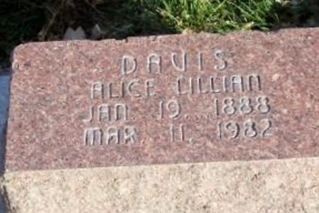 DAVIS
ALICE LILLIAN
JAN 19, 1888
MAR 11, 1982